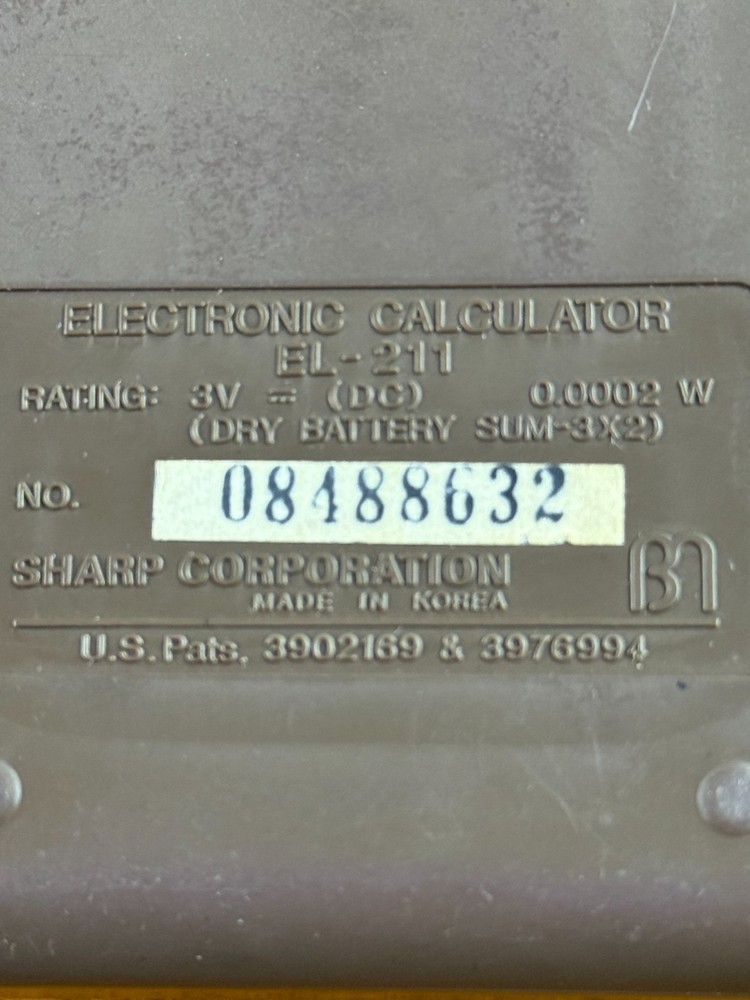 ELECTRONIC CALCULATOR
EL-211
RATING: 3V ⎓ (DC) 0.0002 W
(DRY BATTERY SUM-3X2)
NO. 08488632
SHARP CORPORATION
MADE IN KOREA
U.S. Pats. 3902169 & 3976994